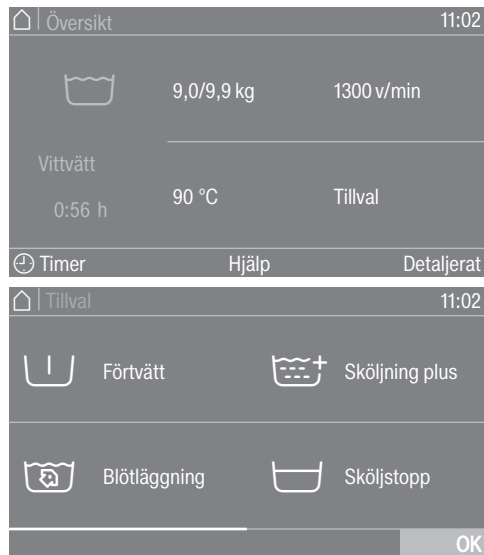 Översikt 11:02
9,0/9,9 kg 1300 v/min
Vittvätt
0:56 h
90 °C Tillval
Timer Hjälp Detaljerat
Tillval 11:02
Förtvätt Sköljning plus
Blötläggning Sköljstopp
OK